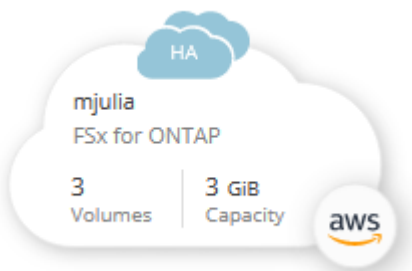 HA
mjulia
FSx for ONTAP
3 3 GiB
Volumes Capacity
aws